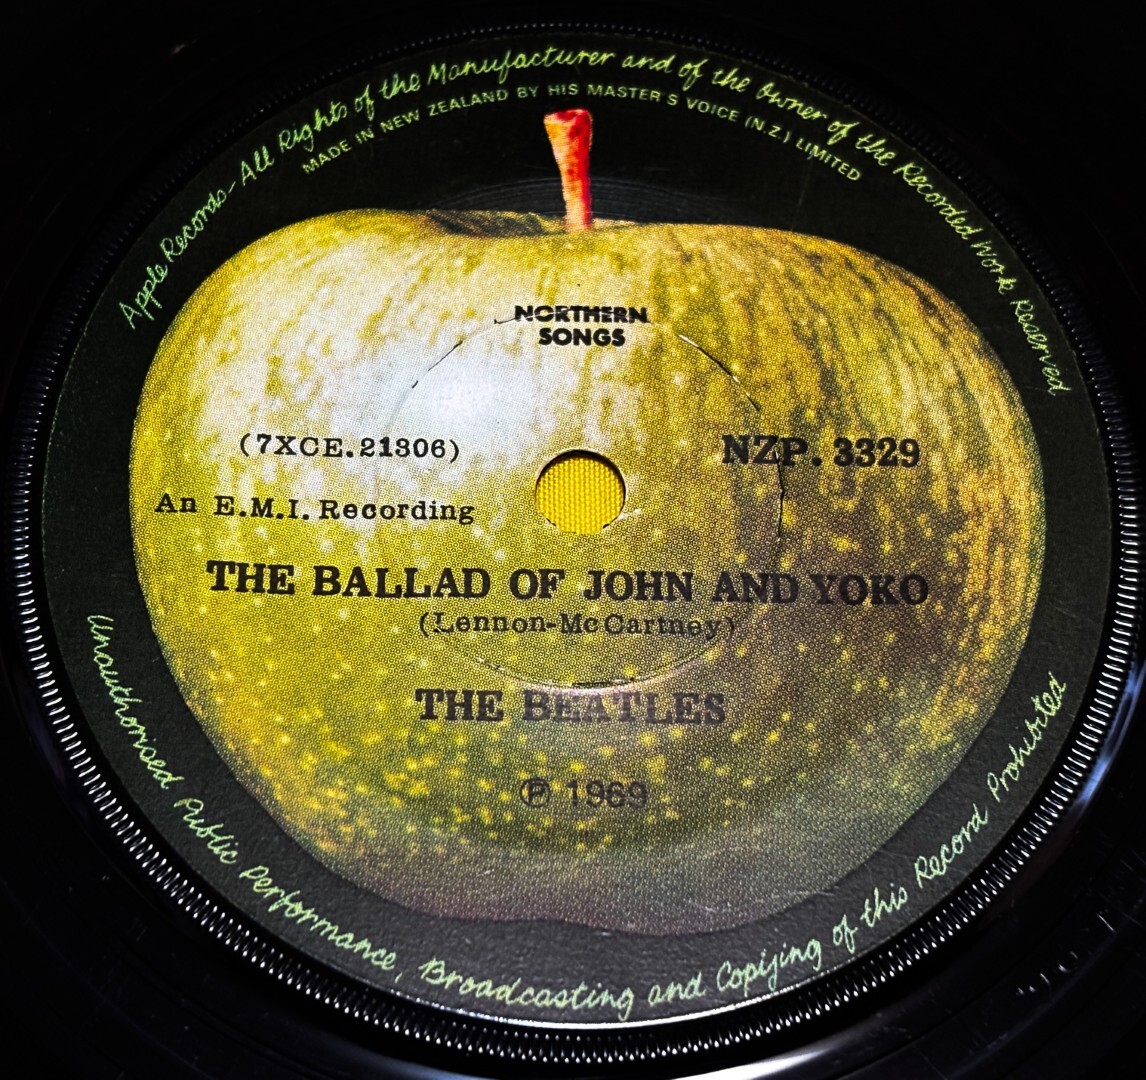 Apple Records-All Rights of the Manufacturer and of the Owner of the Recorded Work Reserved
MADE IN NEW ZEALAND BY HIS MASTER'S VOICE (N.Z.) LIMITED
NORTHERN
SONGS
(7XCE.21306)
NZP. 3329
An E.M.I. Recording
THE BALLAD OF JOHN AND YOKO
(Lennon-McCartney)
THE BEATLES
℗ 1969
Unauthorised Public Performance, Broadcasting and Copying of this Record Prohibited